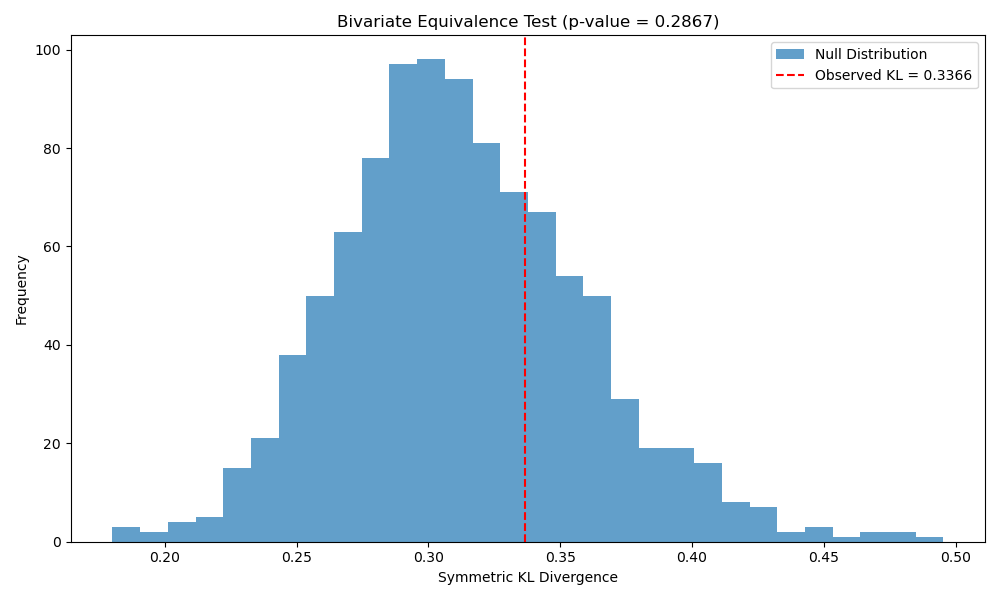 Bivariate Equivalence Test (p-value = 0.2867)
Null Distribution
Observed KL = 0.3366
Frequency
100
80
60
40
20
0
0.20 0.25 0.30 0.35 0.40 0.45 0.50
Symmetric KL Divergence